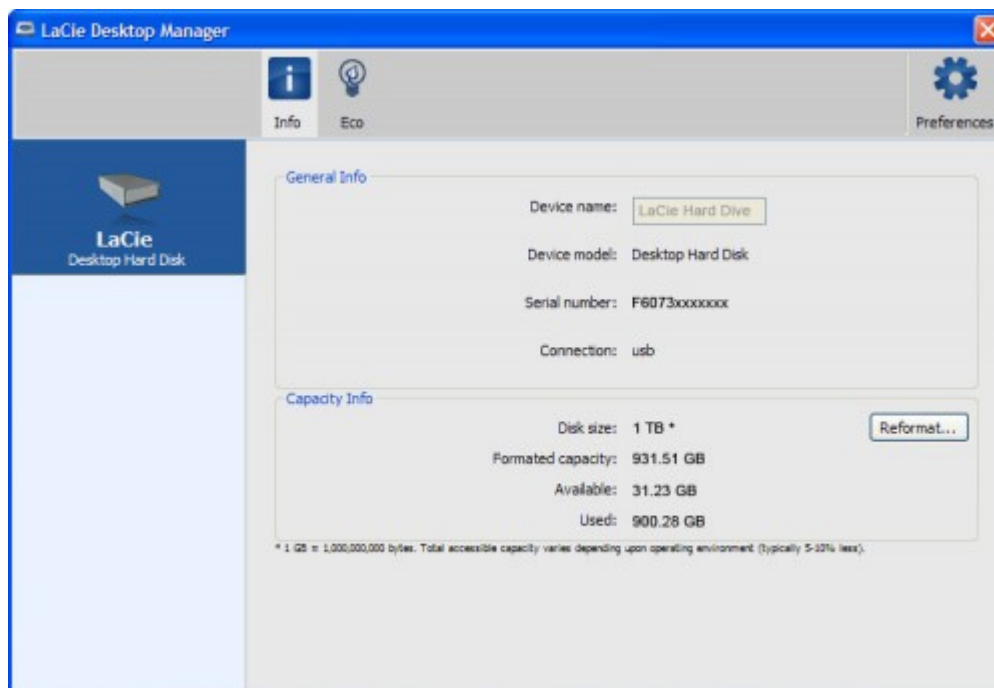 LaCie Desktop Manager
Info
Eco
Preferences
LaCie
Desktop Hard Disk
General Info
Device name: LaCie Hard Dive
Device model: Desktop Hard Disk
Serial number: F6073xxxxxxx
Connection: usb
Capacity Info
Disk size: 1 TB *
Reformat...
Formated capacity: 931.51 GB
Available: 31.23 GB
Used: 900.28 GB
* 1 GB = 1,000,000,000 bytes. Total accessible capacity varies depending upon operating environment (typically 5-10% less).